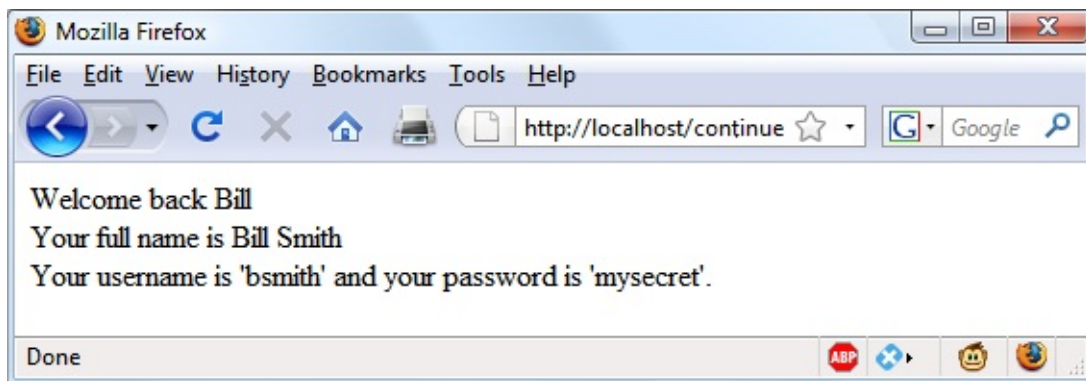 Mozilla Firefox
File Edit View History Bookmarks Tools Help
http://localhost/continue G Google
Welcome back Bill
Your full name is Bill Smith
Your username is 'bsmith' and your password is 'mysecret'.
Done ABP